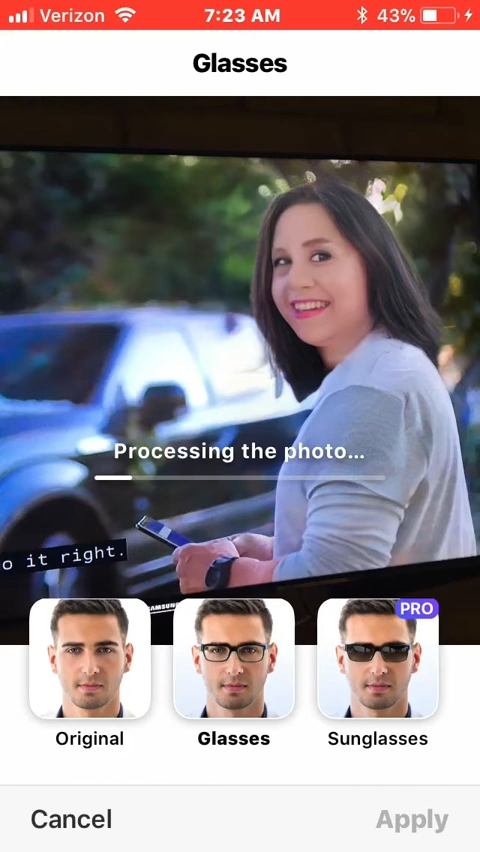 Verizon 7:23 AM 43%
Glasses
Processing the photo...
o it right.
SAMSUNG
PRO
Original Glasses Sunglasses
Cancel Apply